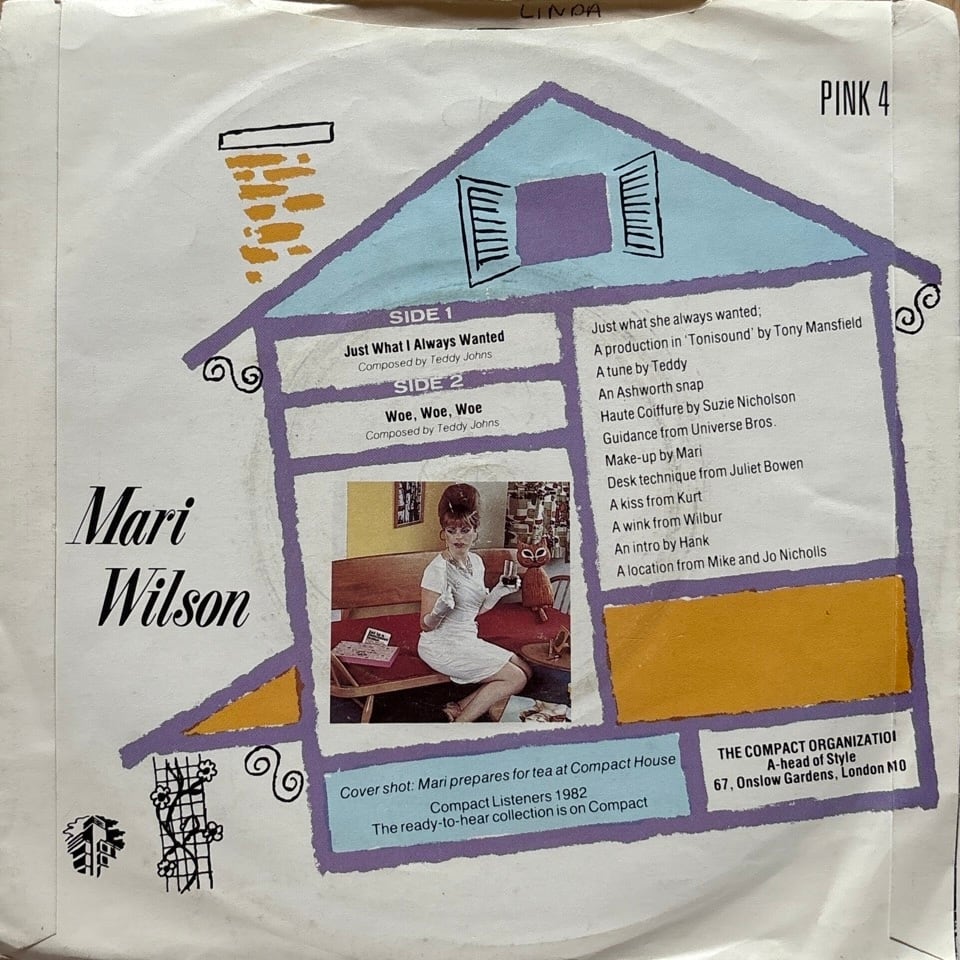 LINDA
PINK 4
SIDE 1
Just What I Always Wanted
Composed by Teddy Johns
SIDE 2
Woe, Woe, Woe
Composed by Teddy Johns
Just what she always wanted;
A production in 'Tonisound' by Tony Mansfield
A tune by Teddy
An Ashworth snap
Haute Coiffure by Suzie Nicholson
Guidance from Universe Bros.
Make-up by Mari
Desk technique from Juliet Bowen
A kiss from Kurt
A wink from Wilbur
An intro by Hank
A location from Mike and Jo Nicholls
Mari
Wilson
Cover shot: Mari prepares for tea at Compact House
Compact Listeners 1982
The ready-to-hear collection is on Compact
THE COMPACT ORGANIZATIO
A-head of Style
67, Onslow Gardens, London N10